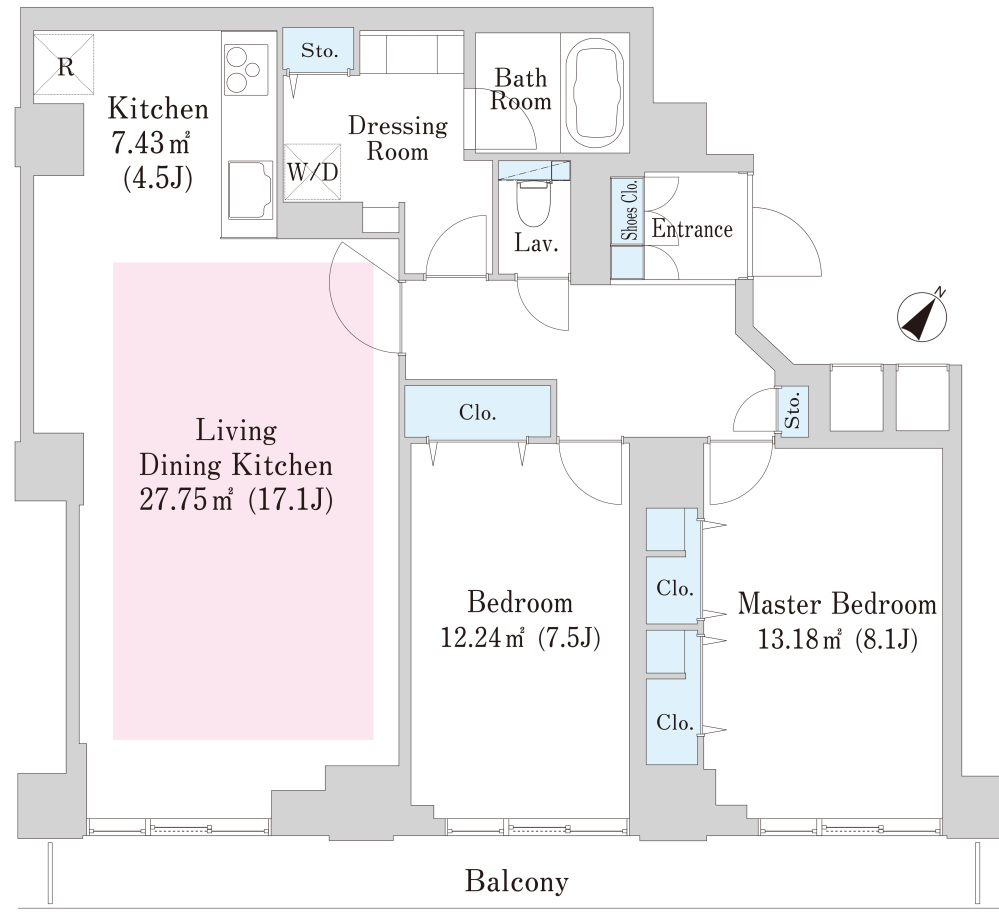 R
Kitchen
7.43㎡
(4.5J)
Sto.
Dressing
Room
W/D
Bath
Room
Lav.
Shoes Clo.
Entrance
N
Living
Dining Kitchen
27.75㎡ (17.1J)
Clo.
Sto.
Bedroom
12.24㎡ (7.5J)
Clo.
Clo.
Master Bedroom
13.18㎡ (8.1J)
Balcony